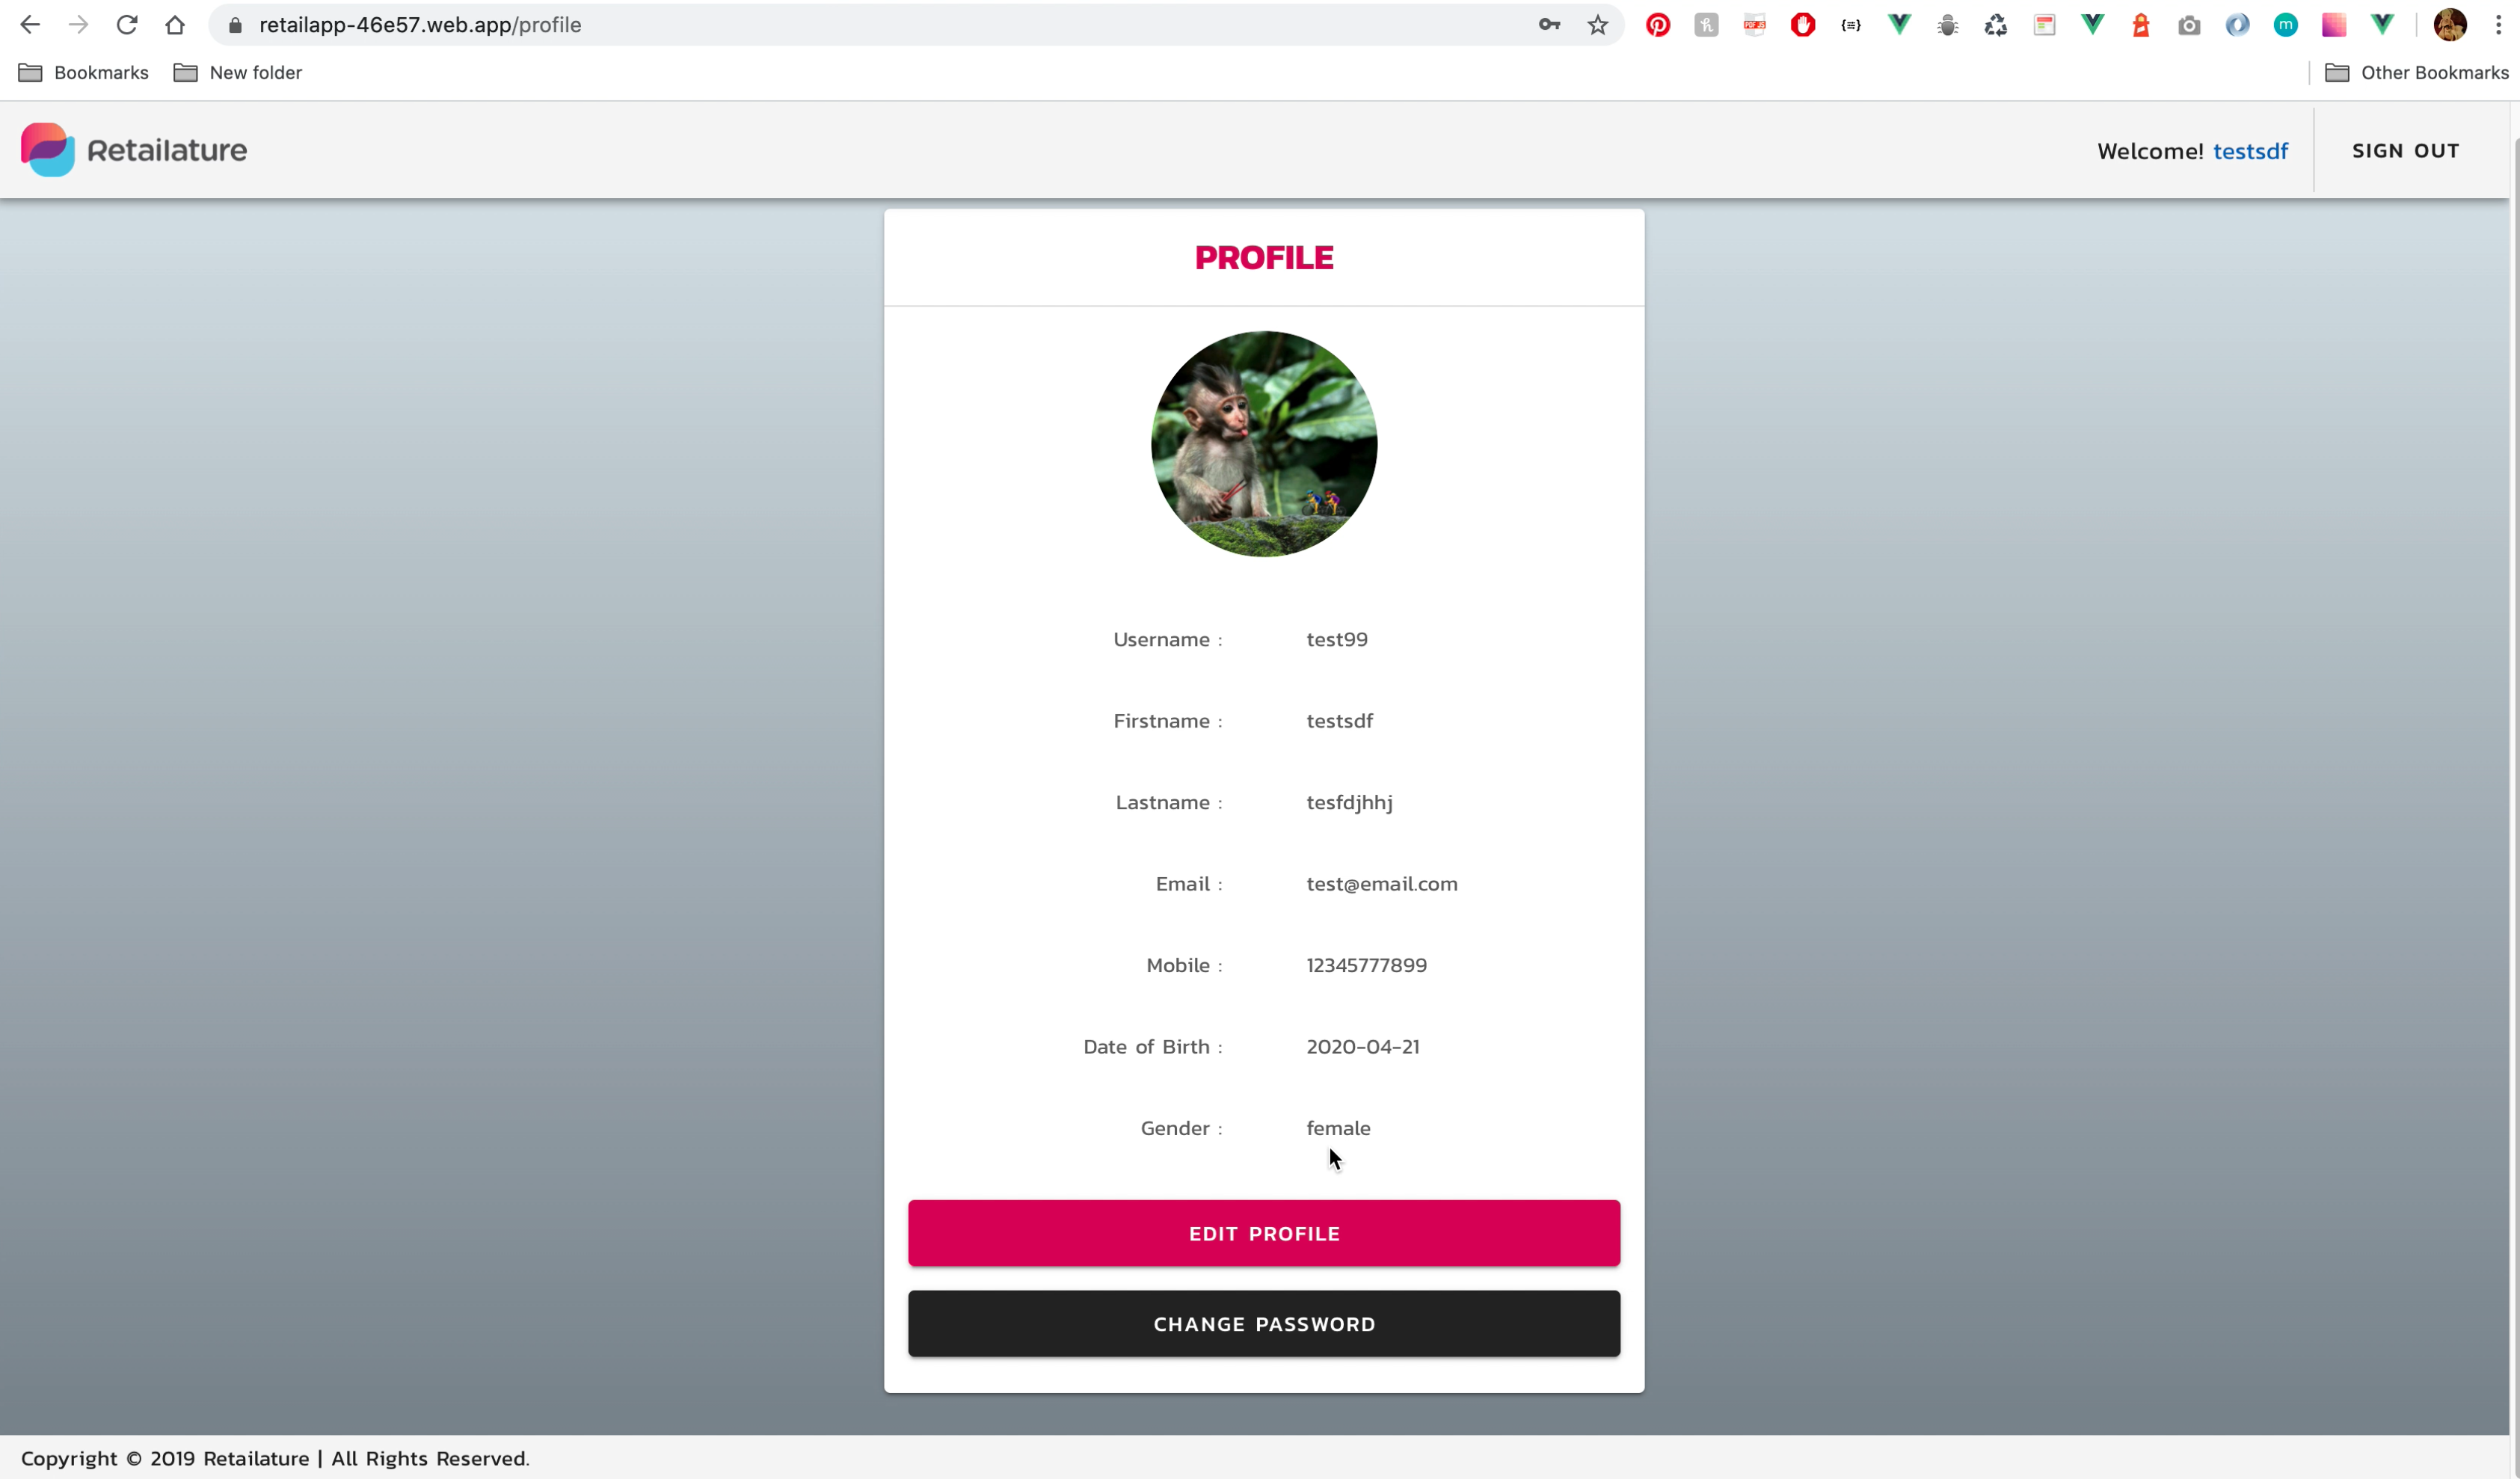 retailapp-46e57.web.app/profile
Bookmarks New folder Other Bookmarks
Retailature Welcome! testsdf SIGN OUT
PROFILE
Username : test99
Firstname : testsdf
Lastname : tesfdjhhj
Email : test@email.com
Mobile : 12345777899
Date of Birth : 2020-04-21
Gender : female
EDIT PROFILE
CHANGE PASSWORD
Copyright © 2019 Retailature | All Rights Reserved.